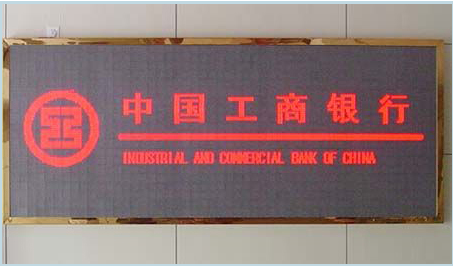 中国工商银行
INDUSTRIAL AND COMMERCIAL BANK OF CHINA